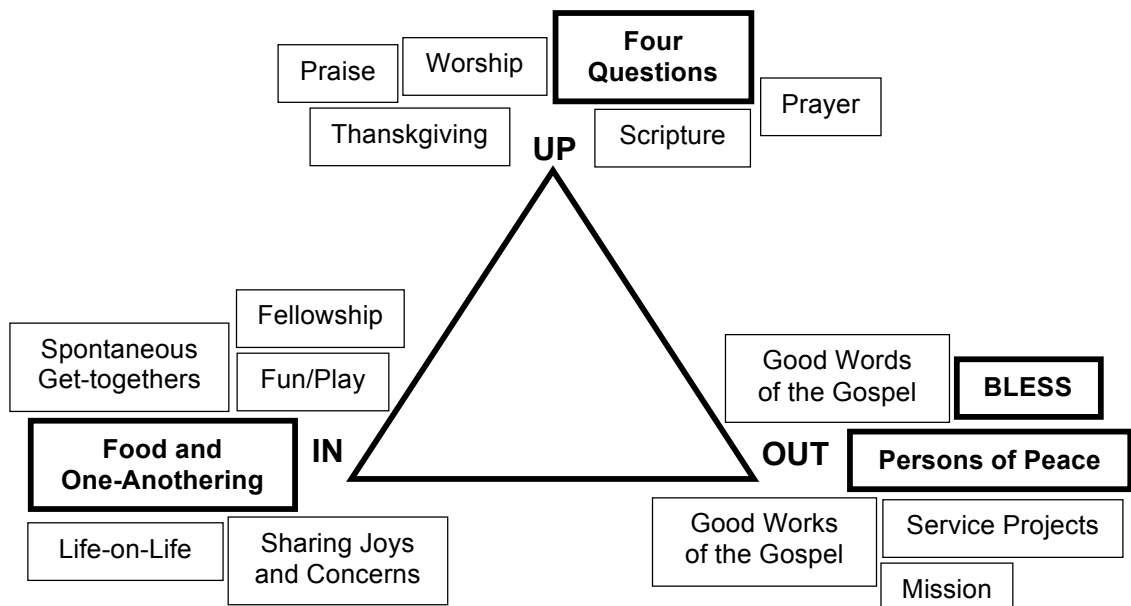 Praise
Worship
Four
Questions
Prayer
Thanskgiving
Scripture
UP
Fellowship
Spontaneous
Get-togethers
Fun/Play
Food and
One-Anothering
IN
Life-on-Life
Sharing Joys
and Concerns
Good Words
of the Gospel
BLESS
OUT
Persons of Peace
Good Works
of the Gospel
Service Projects
Mission